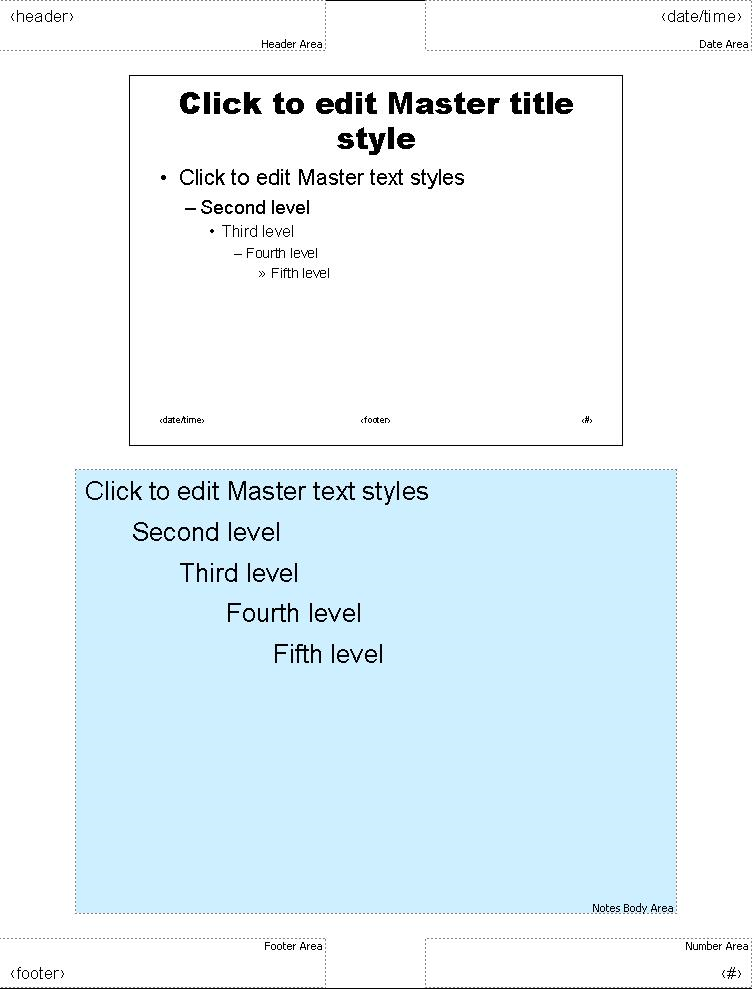 ‹header›
‹date/time›
Header Area
Date Area
Click to edit Master title
style
• Click to edit Master text styles
– Second level
• Third level
– Fourth level
» Fifth level
‹date/time›
‹footer›
‹#›
Click to edit Master text styles
Second level
Third level
Fourth level
Fifth level
Notes Body Area
Footer Area
Number Area
‹footer›
‹#›